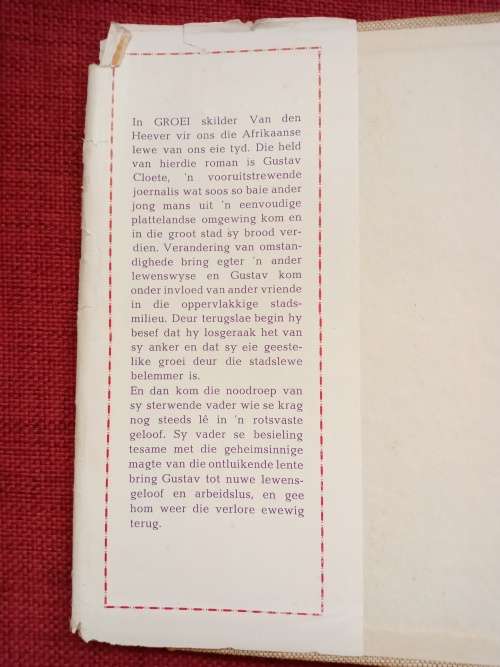 In GROEI skilder Van den
Heever vir ons die Afrikaanse
lewe van ons eie tyd. Die held
van hierdie roman is Gustav
Cloete, 'n vooruitstrewende
joernalis wat soos so baie ander
jong mans uit 'n eenvoudige
plattelandse omgewing kom en
in die groot stad sy brood ver-
dien. Verandering van omstan-
dighede bring egter 'n ander
lewenswyse en Gustav kom
onder invloed van ander vriende
in die oppervlakkige stads-
milieu. Deur terugslae begin hy
besef dat hy losgeraak het van
sy anker en dat sy eie geeste-
like groei deur die stadslewe
belemmer is.
En dan kom die noodroep van
sy sterwende vader wie se krag
nog steeds lê in 'n rotsvaste
geloof. Sy vader se besieling
tesame met die geheimsinnige
magte van die ontluikende lente
bring Gustav tot nuwe lewens-
geloof en arbeidslus, en gee
hom weer die verlore ewewig
terug.